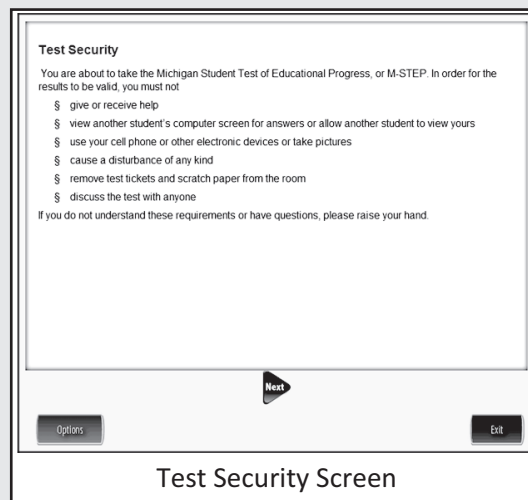 Test Security
You are about to take the Michigan Student Test of Educational Progress, or M-STEP. In order for the
results to be valid, you must not
§ give or receive help
§ view another student's computer screen for answers or allow another student to view yours
§ use your cell phone or other electronic devices or take pictures
§ cause a disturbance of any kind
§ remove test tickets and scratch paper from the room
§ discuss the test with anyone
If you do not understand these requirements or have questions, please raise your hand.
Next
Options
Exit
Test Security Screen